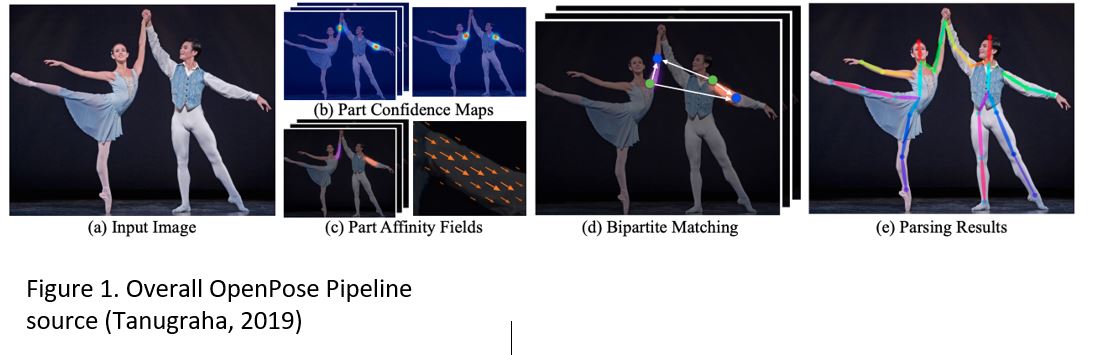 (a) Input Image
(b) Part Confidence Maps
(c) Part Affinity Fields
(d) Bipartite Matching
(e) Parsing Results
Figure 1. Overall OpenPose Pipeline
source (Tanugraha, 2019)